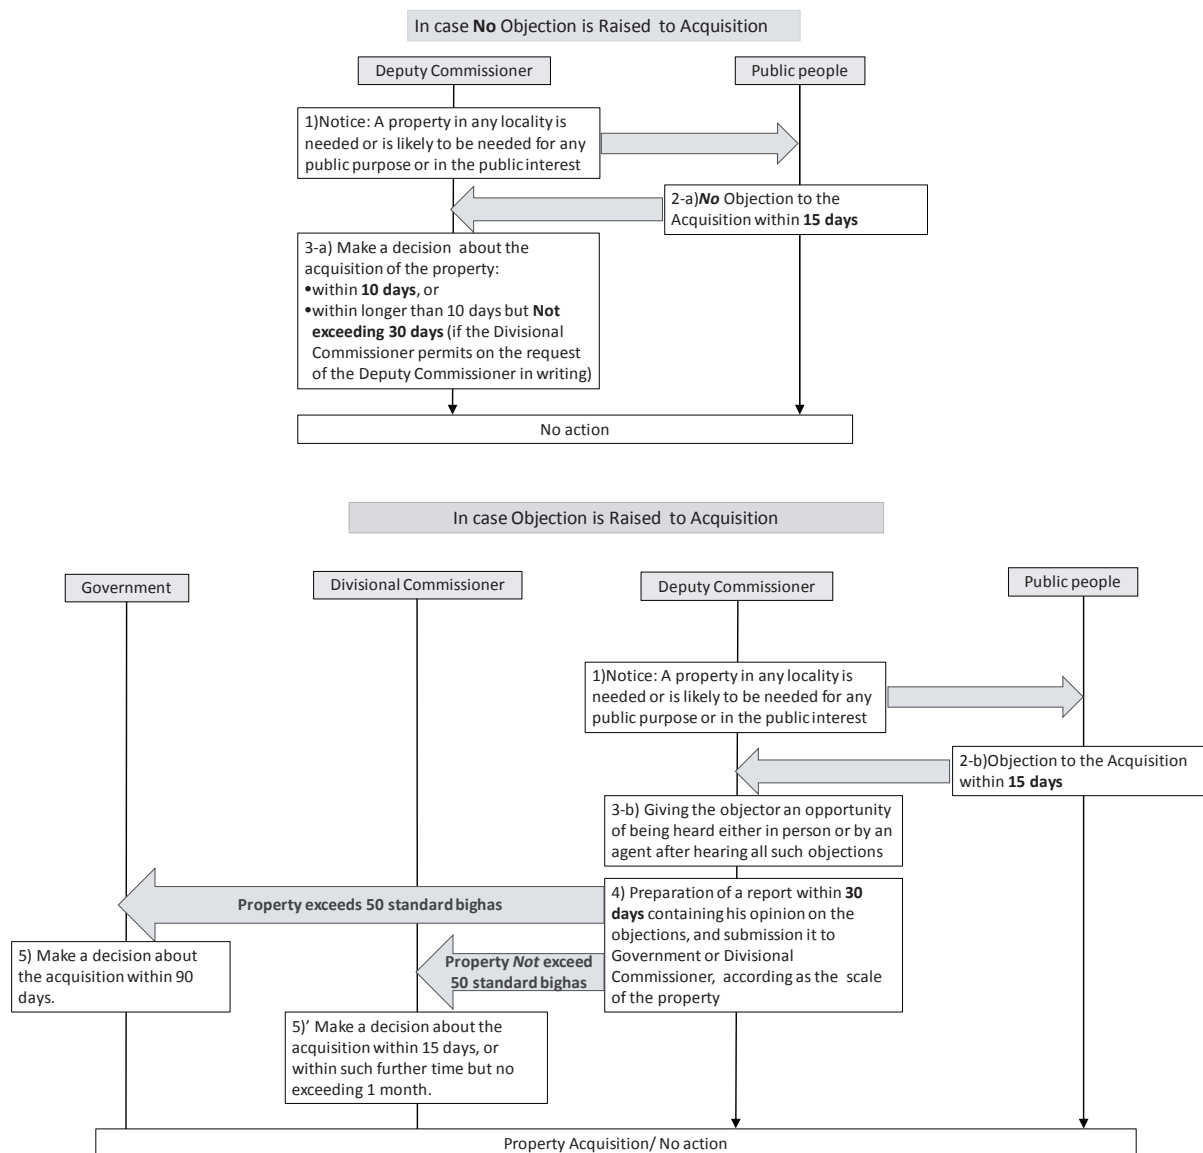 In case No Objection is Raised to Acquisition
Deputy Commissioner
Public people
1)Notice: A property in any locality is
needed or is likely to be needed for any
public purpose or in the public interest
2-a)No Objection to the
Acquisition within 15 days
3-a) Make a decision about the
acquisition of the property:
•within 10 days, or
•within longer than 10 days but Not
exceeding 30 days (if the Divisional
Commissioner permits on the request
of the Deputy Commissioner in writing)
No action
In case Objection is Raised to Acquisition
Government
Divisional Commissioner
Deputy Commissioner
Public people
1)Notice: A property in any locality is
needed or is likely to be needed for any
public purpose or in the public interest
2-b)Objection to the Acquisition
within 15 days
3-b) Giving the objector an opportunity
of being heard either in person or by an
agent after hearing all such objections
Property exceeds 50 standard bighas
4) Preparation of a report within 30
days containing his opinion on the
objections, and submission it to
Government or Divisional
Commissioner, according as the scale
of the property
5) Make a decision about
the acquisition within 90
days.
Property Not exceed
50 standard bighas
5)' Make a decision about the
acquisition within 15 days, or
within such further time but no
exceeding 1 month.
Property Acquisition/ No action